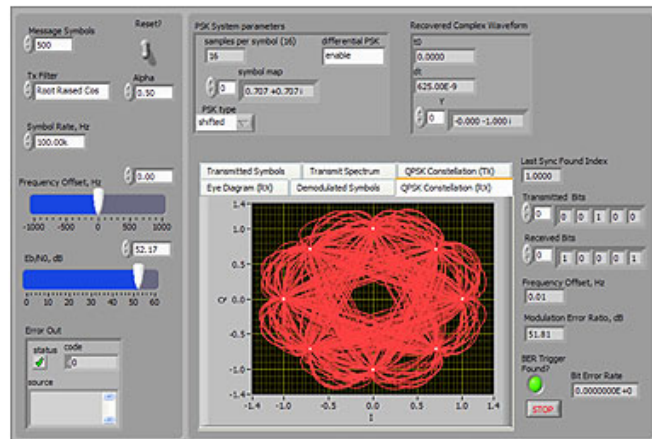 Message Symbols
500
Reset?
Tx Filter
Root Raised Cos
Alpha
0.50
Symbol Rate, Hz
100.00k
Frequency Offset, Hz
0.00
-1000 -500 0 500 1000
Eb/N0, dB
52.17
0 10 20 30 40 50 60
Error Out
status code
0
source
PSK System parameters
samples per symbol (16)
16
differential PSK
enable
symbol map
0
0.707 +0.707 i
PSK type
shifted
Recovered Complex Waveform
t0
0.0000
dt
625.00E-9
Y
0
-0.000 -1.000 i
Transmitted Symbols
Transmit Spectrum
QPSK Constellation (TX)
Eye Diagram (RX)
Demodulated Symbols
QPSK Constellation (RX)
1.4
1.0
0.5
Q 0.0
-0.5
-1.0
-1.4
-1.4 -1.0 -0.5 0.0 0.5 1.0 1.4
I
Last Sync Found Index
1.0000
Transmitted Bits
0 0 0 1 0 0
Received Bits
0 1 0 0 0 1
Frequency Offset, Hz
0.01
Modulation Error Ratio, dB
51.81
BER Trigger
Found?
Bit Error Rate
0.0000000E+0
STOP